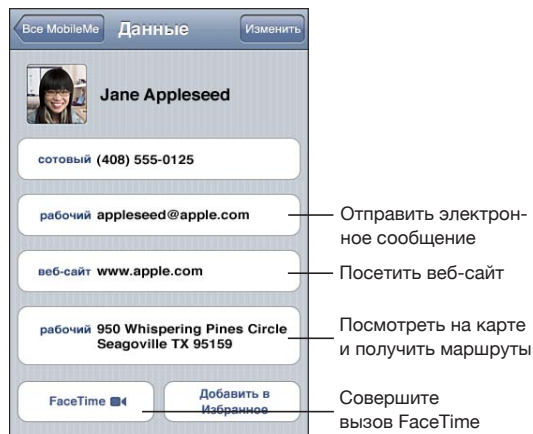 Все MobileMe Данные Изменить
Jane Appleseed
сотовый (408) 555-0125
рабочий appleseed@apple.com
Отправить электрон-
ное сообщение
веб-сайт www.apple.com
Посетить веб-сайт
рабочий 950 Whispering Pines Circle
Seagoville TX 95159
Посмотреть на карте
и получить маршруты
FaceTime
Добавить в
Избранное
Совершите
вызов FaceTime